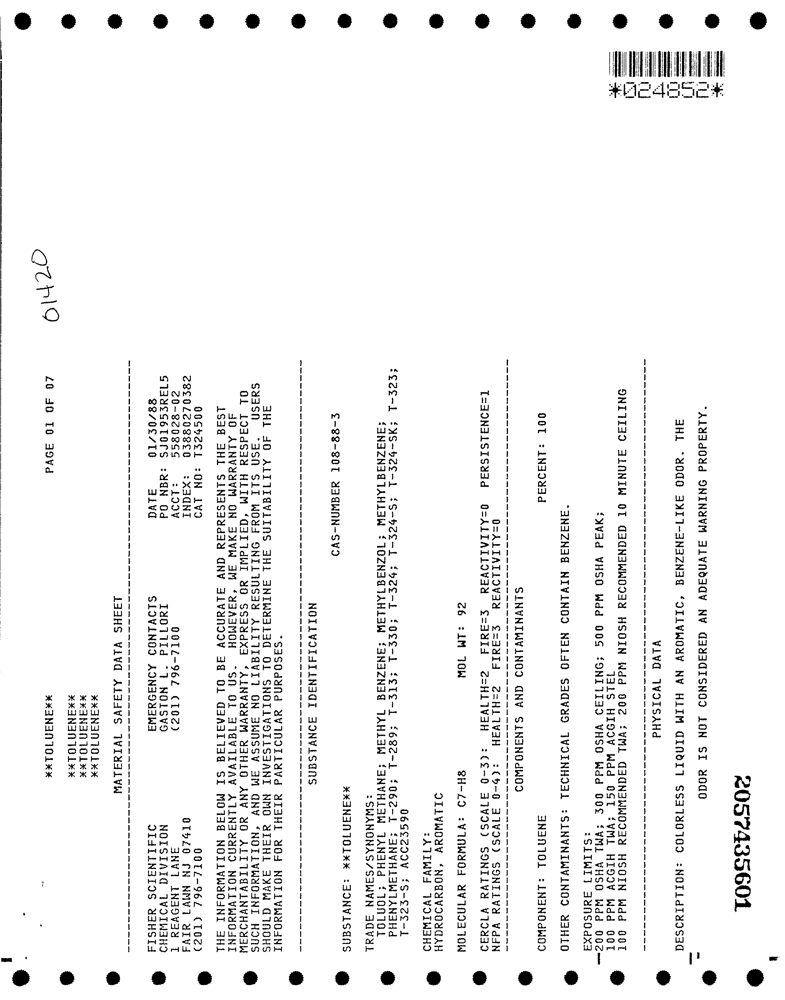 *024852*
01420
**TOLUENE** PAGE 01 OF 07
**TOLUENE**
**TOLUENE**
**TOLUENE**
MATERIAL SAFETY DATA SHEET
FISHER SCIENTIFIC EMERGENCY CONTACTS DATE 01/30/88
CHEMICAL DIVISION GASTON L. PILLORI PO NBR: SJ01953REL5
1 REAGENT LANE (201) 796-7100 ACCT: 558028-02
FAIR LAWN NJ 07410 INDEX: 03880270382
(201) 796-7100 CAT NO: T324500
THE INFORMATION BELOW IS BELIEVED TO BE ACCURATE AND REPRESENTS THE BEST
INFORMATION CURRENTLY AVAILABLE TO US. HOWEVER, WE MAKE NO WARRANTY OF
MERCHANTABILITY OR ANY OTHER WARRANTY, EXPRESS OR IMPLIED, WITH RESPECT TO
SUCH INFORMATION, AND WE ASSUME NO LIABILITY RESULTING FROM ITS USE. USERS
SHOULD MAKE THEIR OWN INVESTIGATIONS TO DETERMINE THE SUITABILITY OF THE
INFORMATION FOR THEIR PARTICULAR PURPOSES.
SUBSTANCE IDENTIFICATION
CAS-NUMBER 108-88-3
SUBSTANCE: **TOLUENE**
TRADE NAMES/SYNONYMS:
TOLUOL; PHENYL METHANE; METHYL BENZENE; METHYLBENZOL; METHYLBENZENE;
PHENYLMETHANE; T-290; T-289; T-313; T-330; T-324; T-324-S; T-324-SK; T-323;
T-323-S; ACC23590
CHEMICAL FAMILY:
HYDROCARBON, AROMATIC
MOLECULAR FORMULA: C7-H8 MOL WT: 92
CERCLA RATINGS (SCALE 0-3): HEALTH=2 FIRE=3 REACTIVITY=0 PERSISTENCE=1
NFPA RATINGS (SCALE 0-4): HEALTH=2 FIRE=3 REACTIVITY=0
COMPONENTS AND CONTAMINANTS
COMPONENT: TOLUENE PERCENT: 100
OTHER CONTAMINANTS: TECHNICAL GRADES OFTEN CONTAIN BENZENE.
EXPOSURE LIMITS:
200 PPM OSHA TWA; 300 PPM OSHA CEILING; 500 PPM OSHA PEAK;
100 PPM ACGIH TWA; 150 PPM ACGIH STEL
100 PPM NIOSH RECOMMENDED TWA; 200 PPM NIOSH RECOMMENDED 10 MINUTE CEILING
PHYSICAL DATA
DESCRIPTION: COLORLESS LIQUID WITH AN AROMATIC, BENZENE-LIKE ODOR. THE
ODOR IS NOT CONSIDERED AN ADEQUATE WARNING PROPERTY.
2057435601